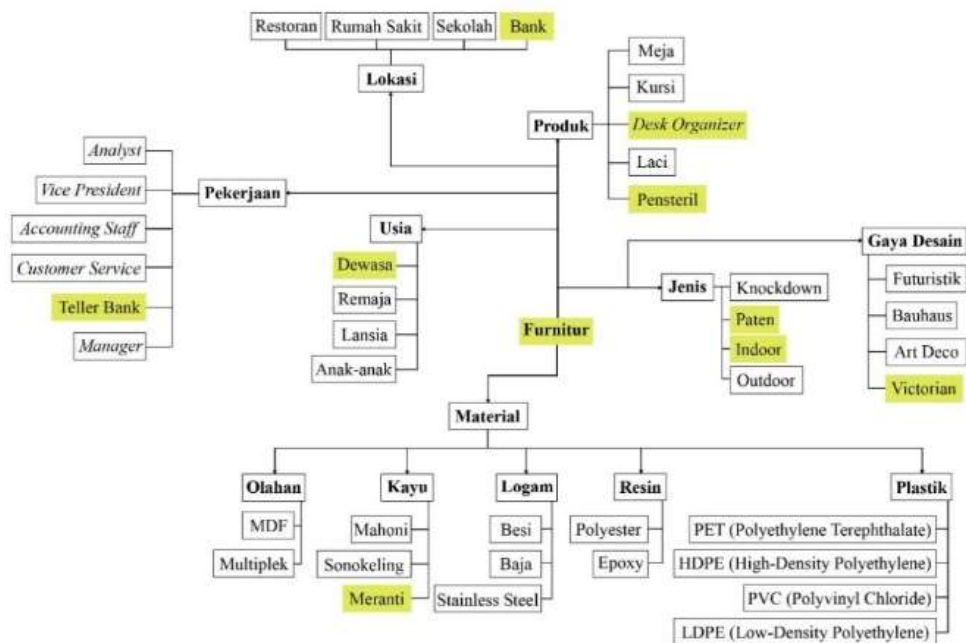 Restoran
Rumah Sakit
Sekolah
Bank
Lokasi
Produk
Meja
Kursi
Desk Organizer
Laci
Pensteril
Pekerjaan
Analyst
Vice President
Accounting Staff
Customer Service
Teller Bank
Manager
Usia
Dewasa
Remaja
Lansia
Anak-anak
Furnitur
Jenis
Knockdown
Paten
Indoor
Outdoor
Gaya Desain
Futuristik
Bauhaus
Art Deco
Victorian
Material
Olahan
MDF
Multiplek
Kayu
Mahoni
Sonokeling
Meranti
Logam
Besi
Baja
Stainless Steel
Resin
Polyester
Epoxy
Plastik
PET (Polyethylene Terephthalate)
HDPE (High-Density Polyethylene)
PVC (Polyvinyl Chloride)
LDPE (Low-Density Polyethylene)